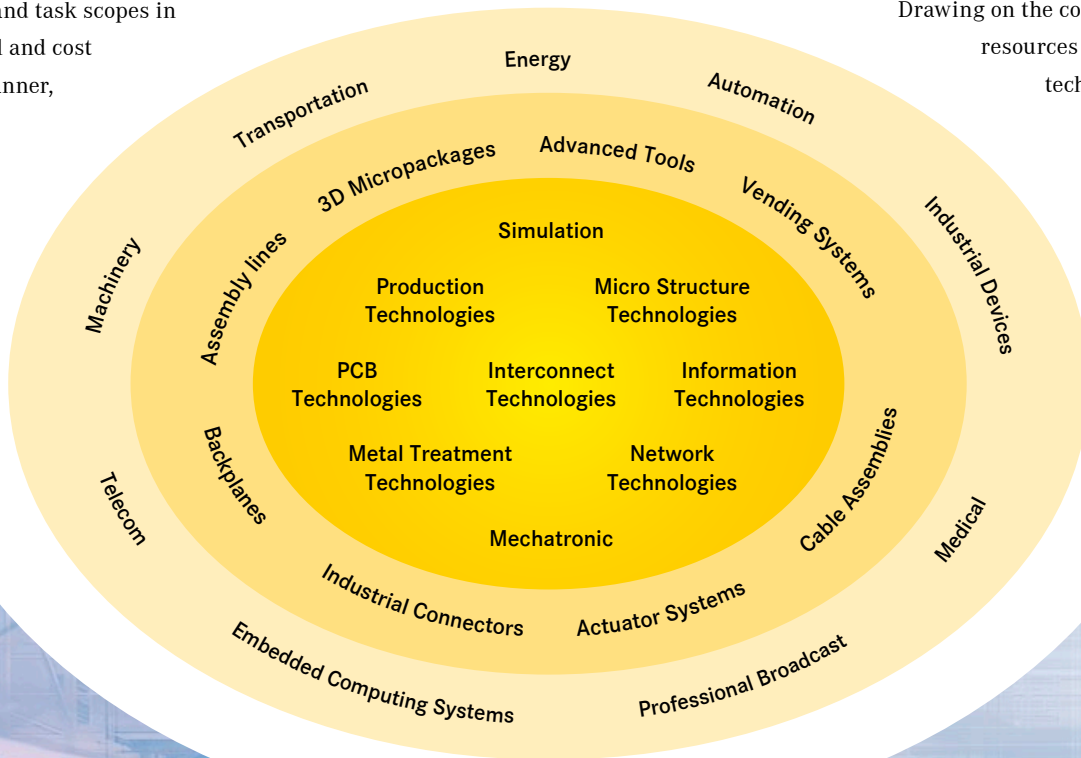 and task scopes in
and cost
nner,
Drawing on the co
resources
tech
Energy
Transportation
Automation
3D Micropackages
Advanced Tools
Vending Systems
Industrial Devices
Machinery
Assembly lines
Simulation
Production
Technologies
Micro Structure
Technologies
PCB
Technologies
Interconnect
Technologies
Information
Technologies
Metal Treatment
Technologies
Network
Technologies
Mechatronic
Backplanes
Cable Assemblies
Telecom
Medical
Industrial Connectors
Actuator Systems
Embedded Computing Systems
Professional Broadcast